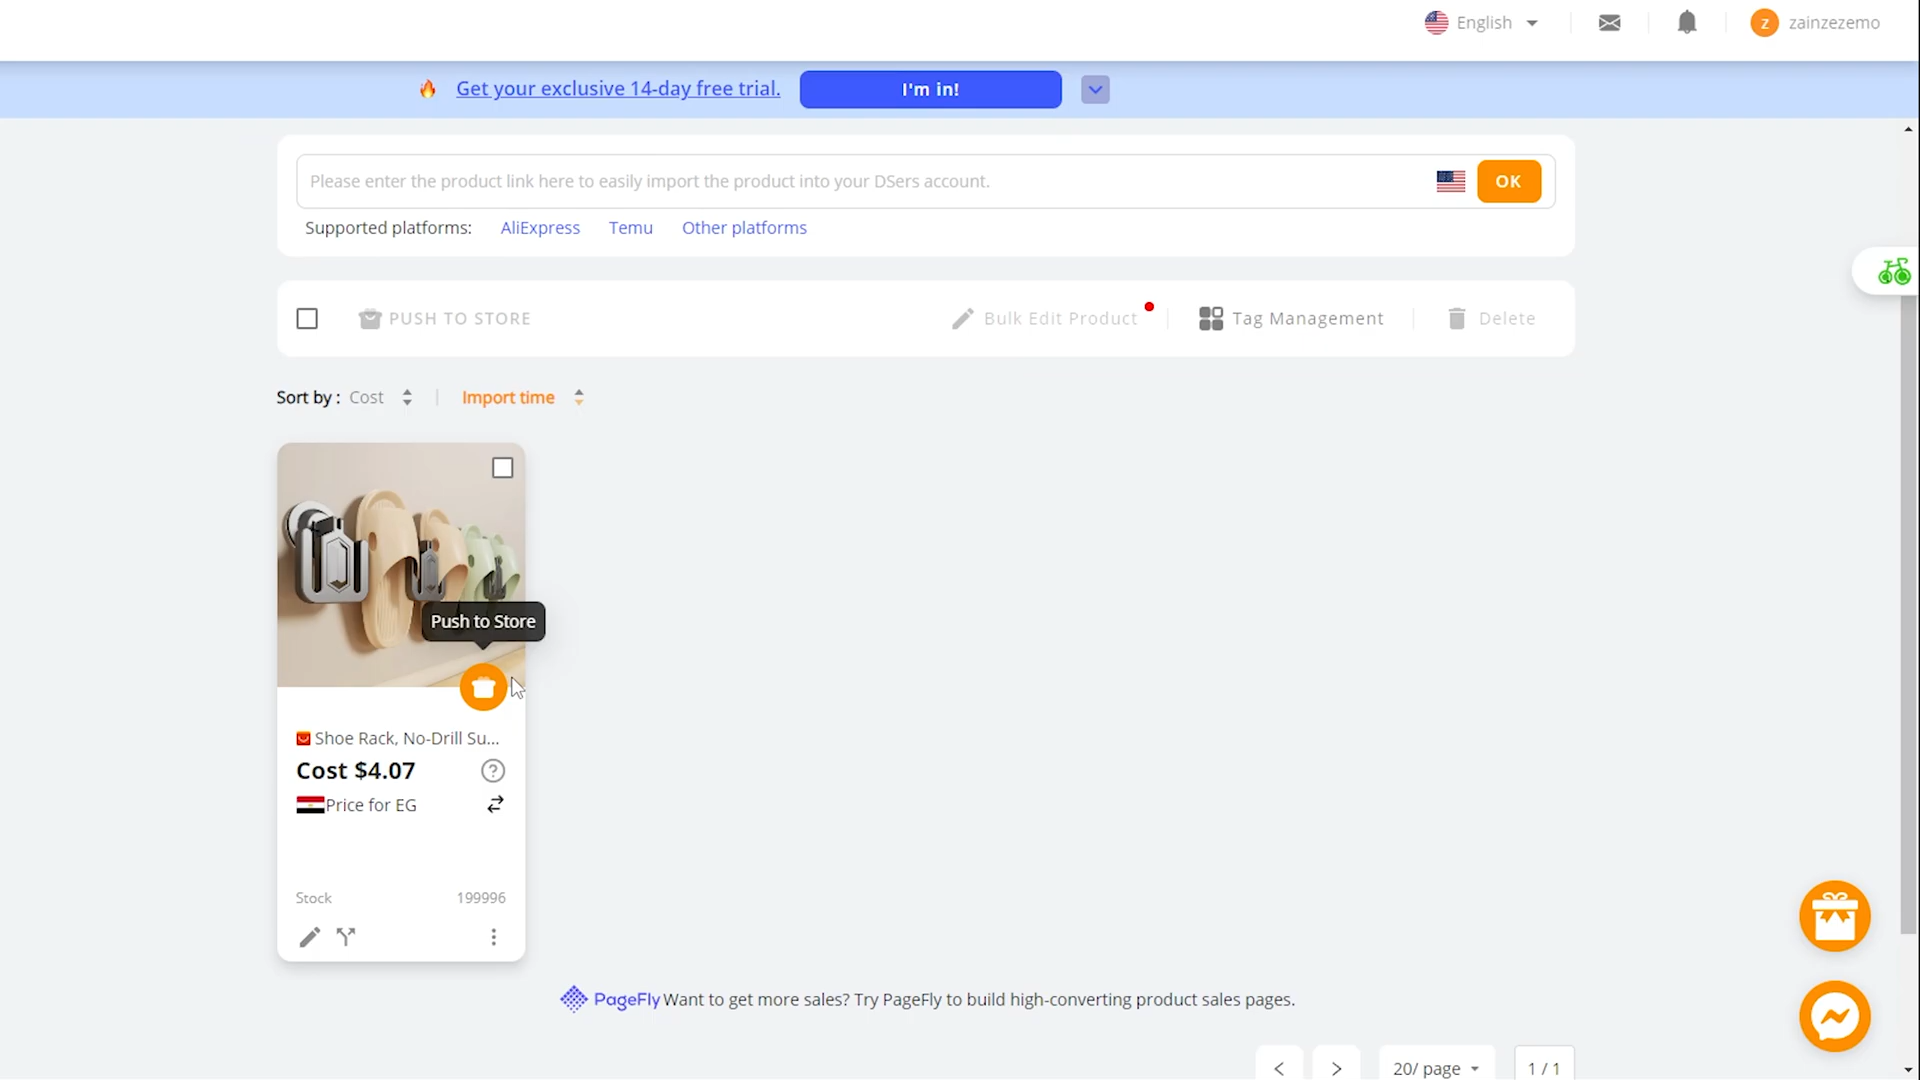 English
z zainzezemo
Get your exclusive 14-day free trial.
I'm in!
Please enter the product link here to easily import the product into your DSers account.
OK
Supported platforms: AliExpress Temu Other platforms
PUSH TO STORE
Bulk Edit Product
Tag Management
Delete
Sort by : Cost
Import time
Push to Store
Shoe Rack, No-Drill Su...
Cost $4.07
Price for EG
Stock 199996
PageFly Want to get more sales? Try PageFly to build high-converting product sales pages.
20/ page
1 / 1